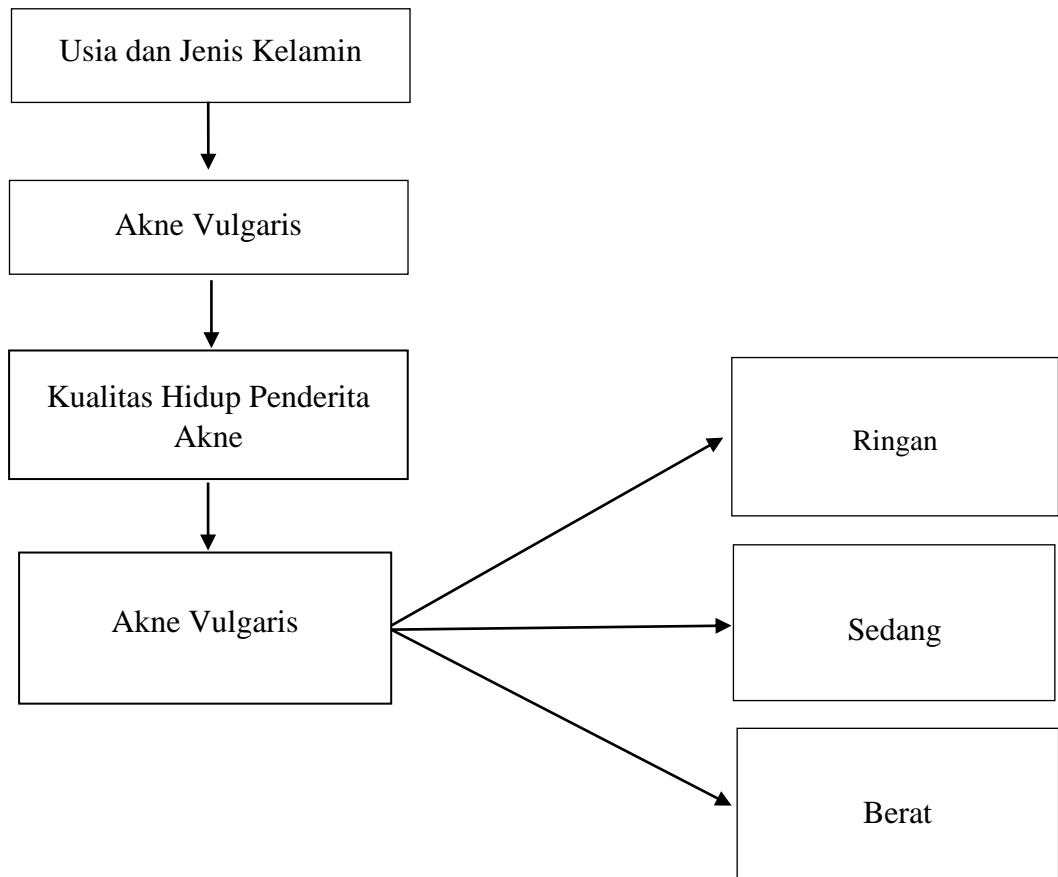 Usia dan Jenis Kelamin
Akne Vulgaris
Kualitas Hidup Penderita
Akne
Akne Vulgaris
Ringan
Sedang
Berat